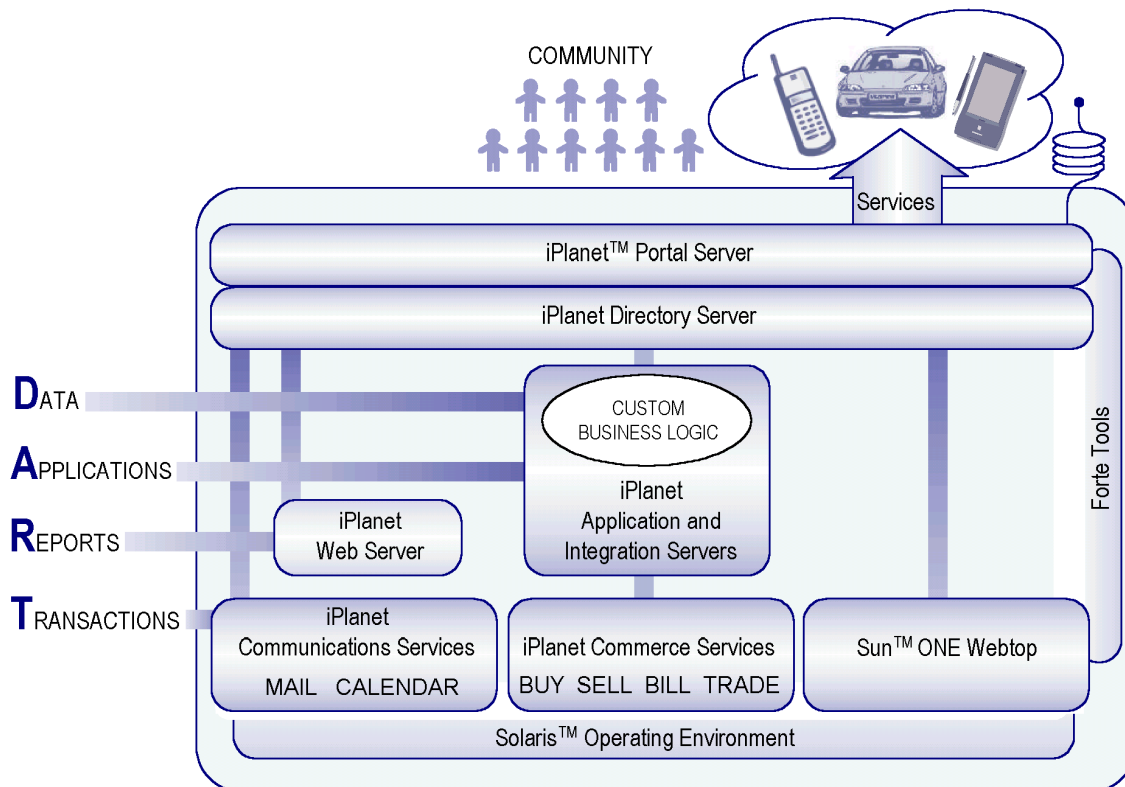 COMMUNITY
Services
iPlanet™ Portal Server
iPlanet Directory Server
DATA
APPLICATIONS
REPORTS
TRANSACTIONS
CUSTOM
BUSINESS LOGIC
iPlanet
Application and
Integration Servers
iPlanet
Web Server
iPlanet
Communications Services
MAIL CALENDAR
iPlanet Commerce Services
BUY SELL BILL TRADE
Sun™ ONE Webtop
Forte Tools
Solaris™ Operating Environment